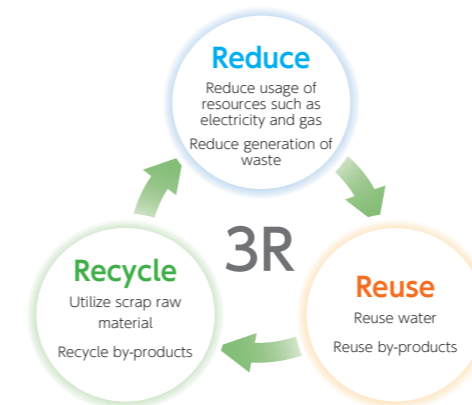 Reduce
Reduce usage of
resources such as
electricity and gas
Reduce generation of
waste
3R
Recycle
Utilize scrap raw
material
Recycle by-products
Reuse
Reuse water
Reuse by-products